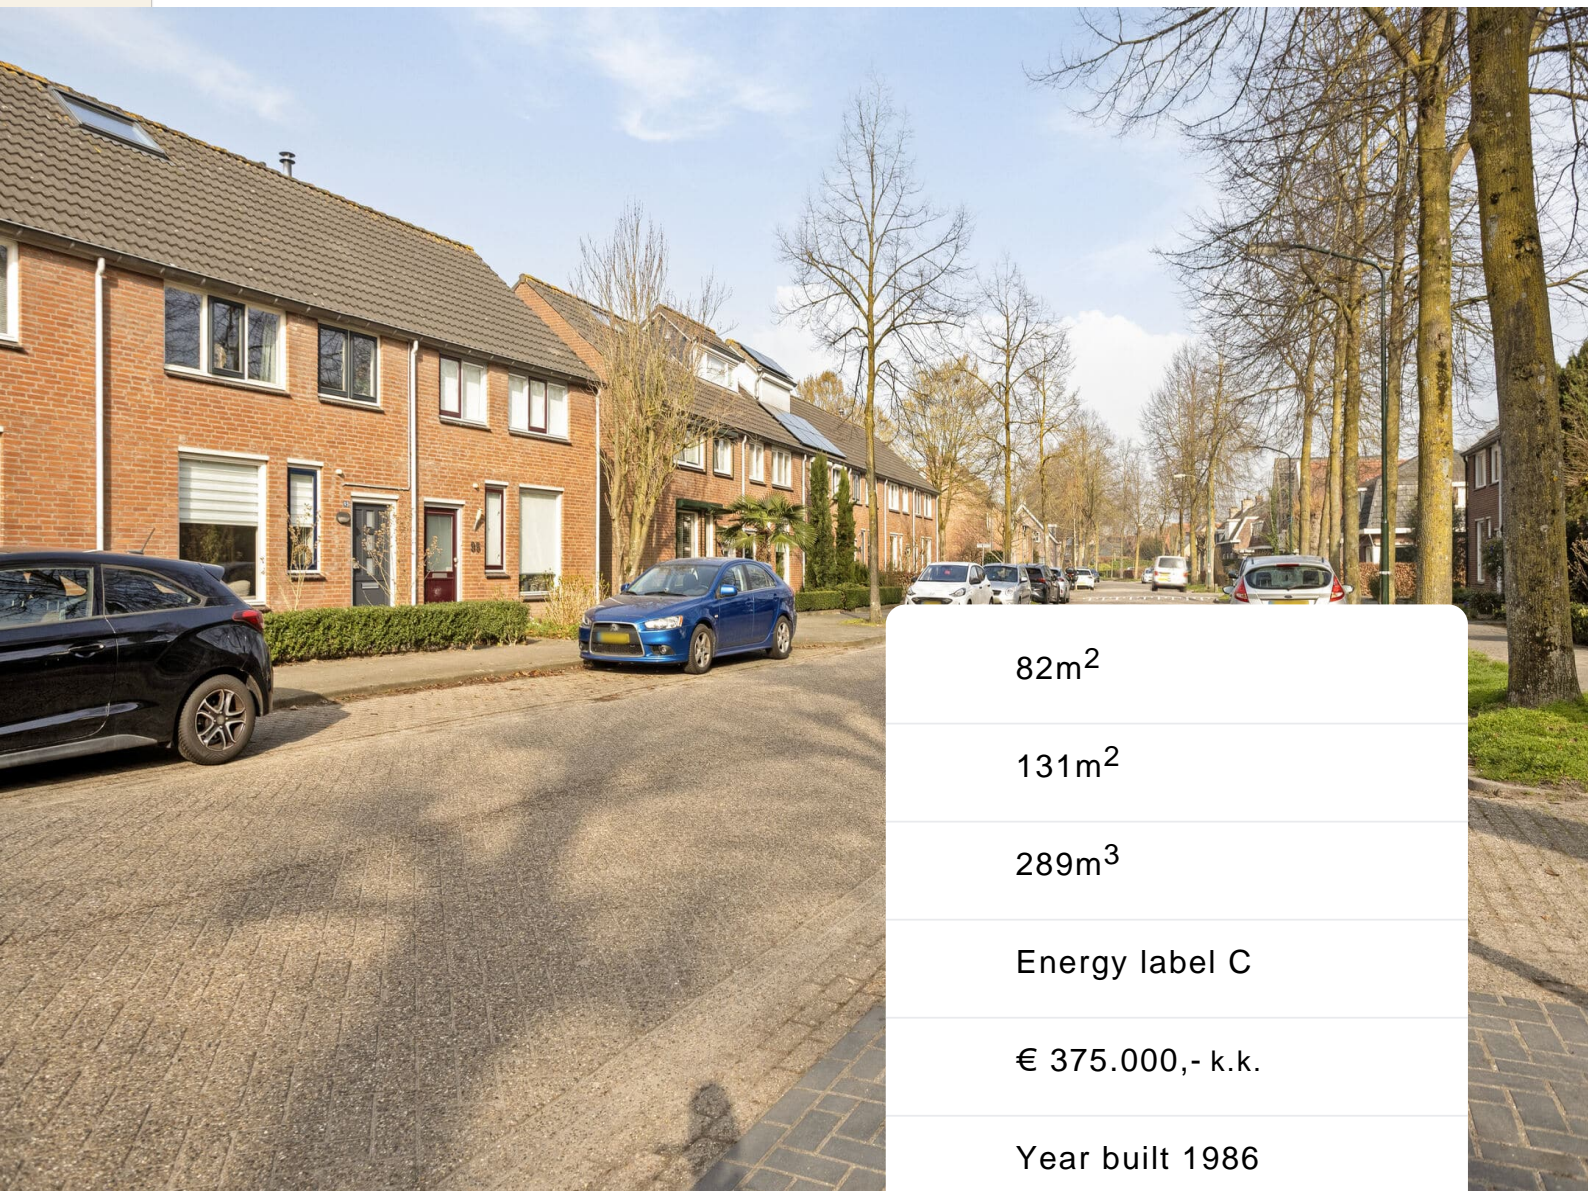 82m²
131m²
289m³
Energy label C
€ 375.000,- k.k.
Year built 1986